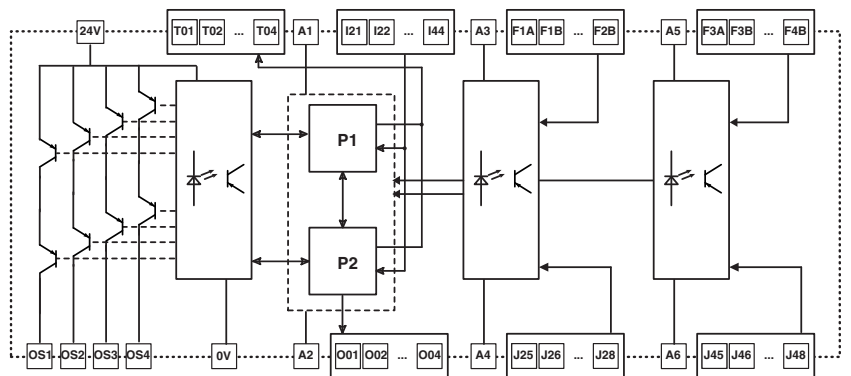 24V T01 T02 ... T04 A1 I21 I22 ... I44 A3 F1A F1B ... F2B A5 F3A F3B ... F4B
P1
P2
OS1 OS2 OS3 OS4 0V A2 O01 O02 ... O04 A4 J25 J26 ... J28 A6 J45 J46 ... J48